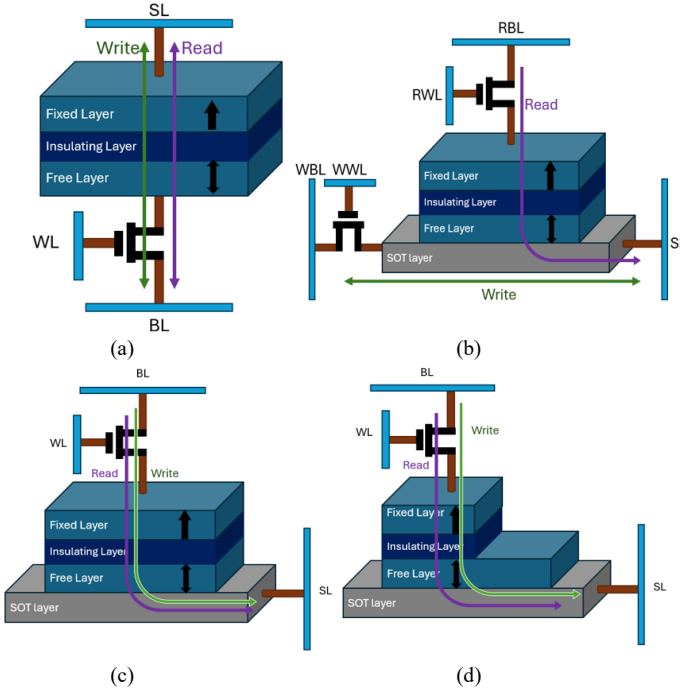 SL
Write
Read
Fixed Layer
Insulating Layer
Free Layer
WL
BL
(a)
RBL
RWL
Read
WBL
WWL
Fixed Layer
Insulating Layer
Free Layer
SOT layer
Write
(b)
BL
WL
Read
Write
Fixed Layer
Insulating Layer
Free Layer
SOT layer
SL
(c)
BL
WL
Write
Read
Fixed Layer
Insulating Layer
Free Layer
SOT layer
SL
(d)